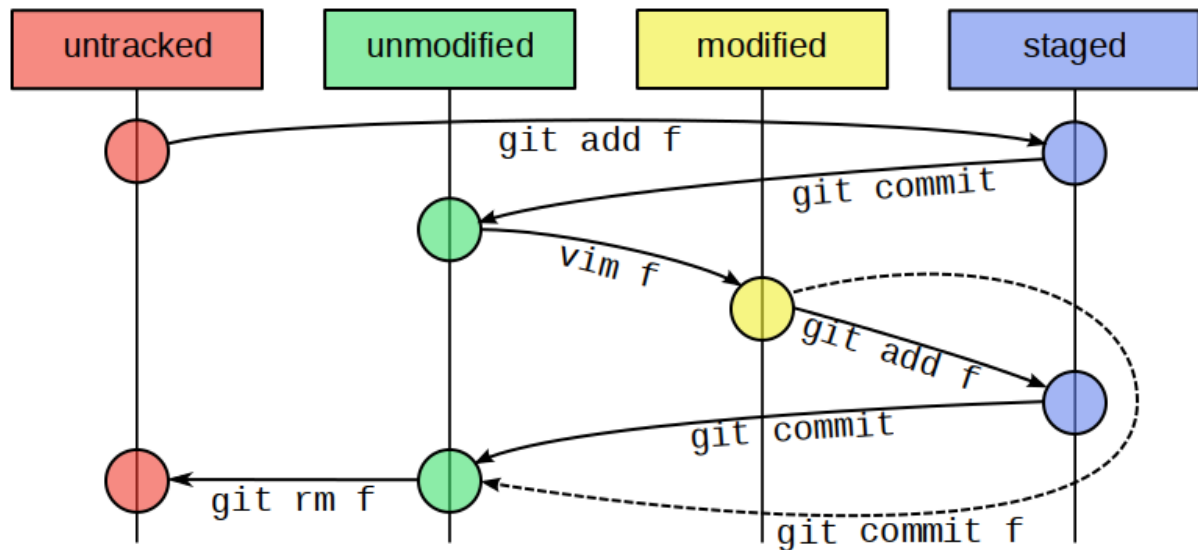 untracked
unmodified
modified
staged
git add f
git commit
vim f
git add f
git commit
git rm f
git commit f